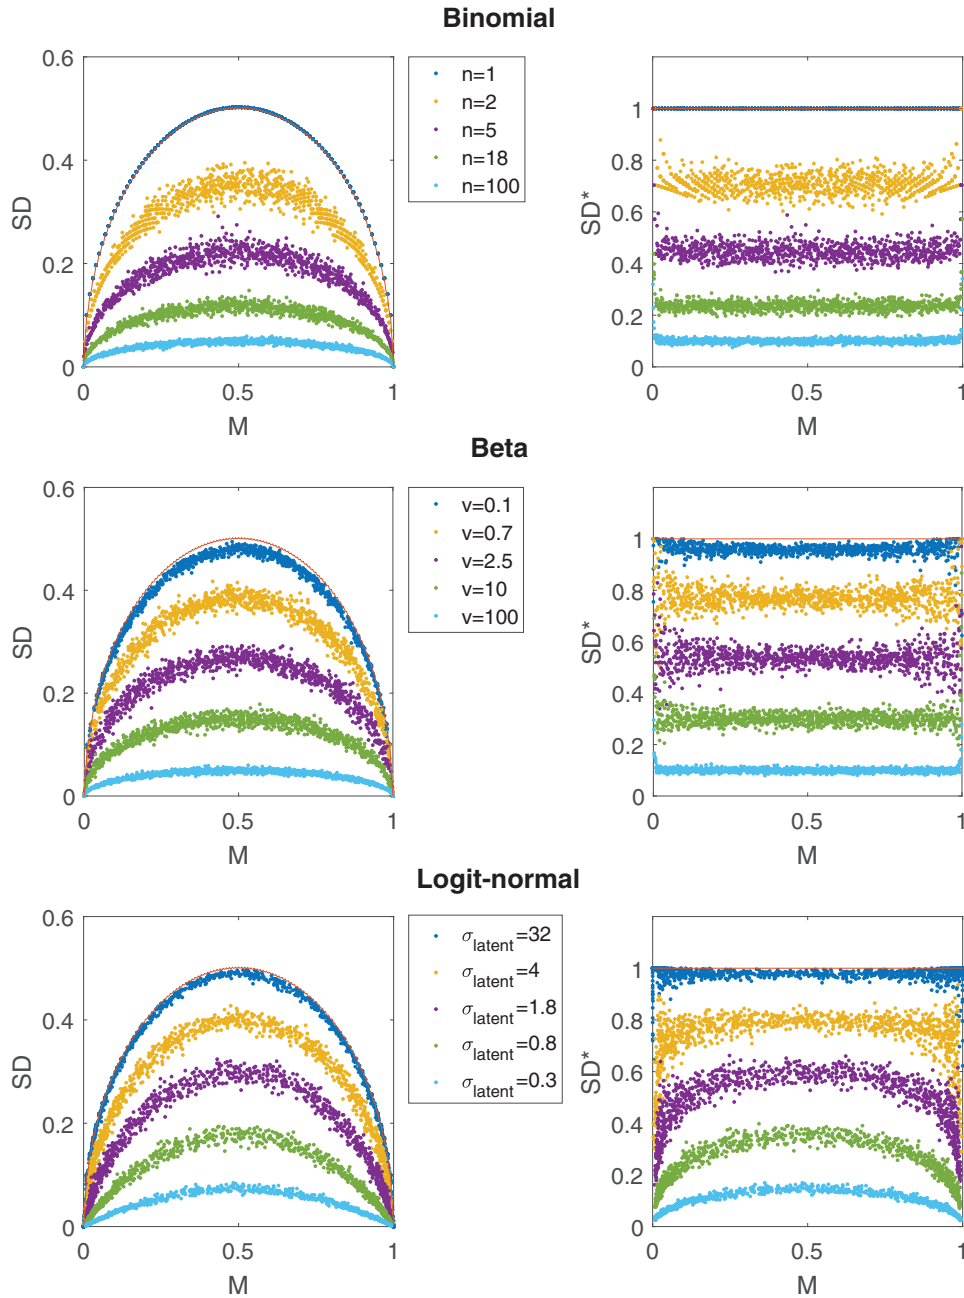 Binomial
0.6
0.4
0.2
0
SD
0
0.5
1
M
n=1
n=2
n=5
n=18
n=100
1
0.8
0.6
0.4
0.2
0
SD*
0
0.5
1
M
Beta
0.6
0.4
0.2
0
SD
0
0.5
1
M
v=0.1
v=0.7
v=2.5
v=10
v=100
1
0.8
0.6
0.4
0.2
0
SD*
0
0.5
1
M
Logit-normal
0.6
0.4
0.2
0
SD
0
0.5
1
M
σlatent=32
σlatent=4
σlatent=1.8
σlatent=0.8
σlatent=0.3
1
0.8
0.6
0.4
0.2
0
SD*
0
0.5
1
M